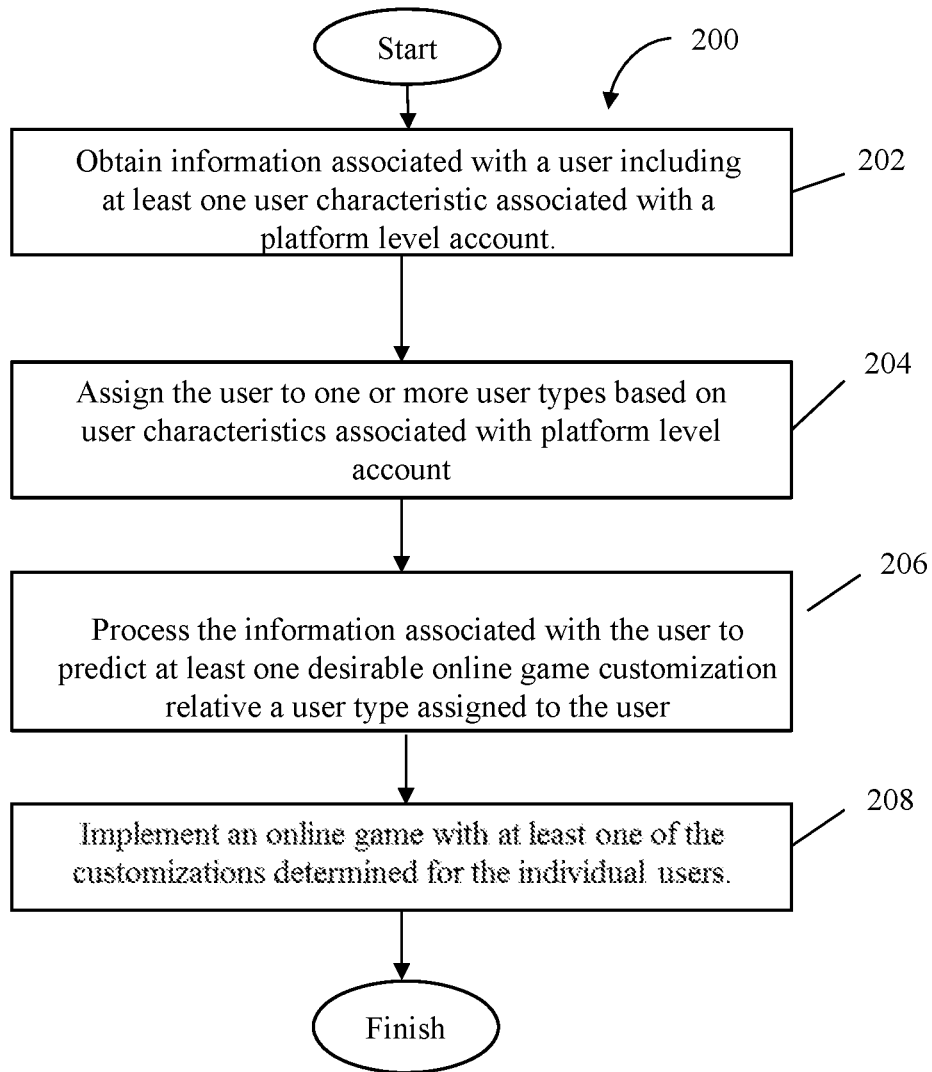 Start
200
Obtain information associated with a user including
at least one user characteristic associated with a
platform level account.
202
Assign the user to one or more user types based on
user characteristics associated with platform level
account
204
Process the information associated with the user to
predict at least one desirable online game customization
relative a user type assigned to the user
206
Implement an online game with at least one of the
customizations determined for the individual users.
208
Finish